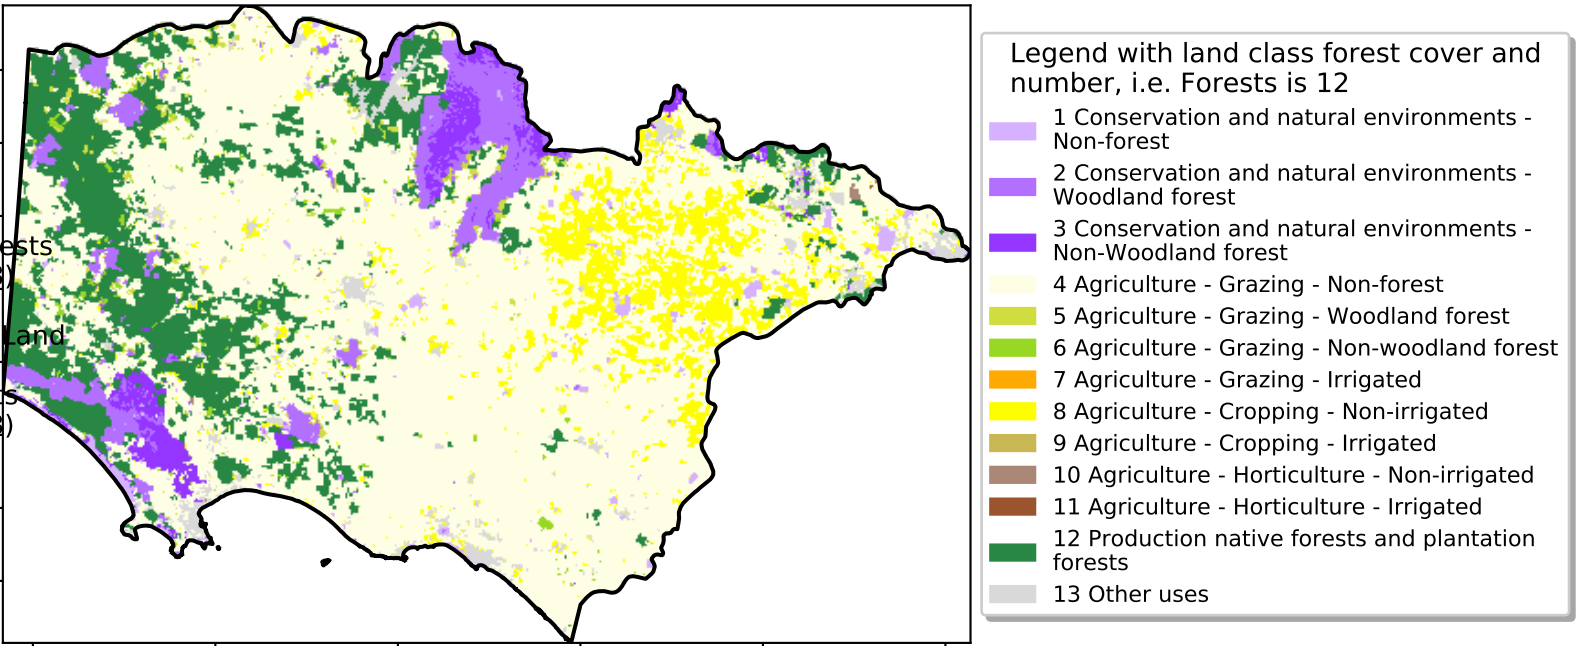 ests
)
Land
s
)
Legend with land class forest cover and
number, i.e. Forests is 12
1 Conservation and natural environments -
Non-forest
2 Conservation and natural environments -
Woodland forest
3 Conservation and natural environments -
Non-Woodland forest
4 Agriculture - Grazing - Non-forest
5 Agriculture - Grazing - Woodland forest
6 Agriculture - Grazing - Non-woodland forest
7 Agriculture - Grazing - Irrigated
8 Agriculture - Cropping - Non-irrigated
9 Agriculture - Cropping - Irrigated
10 Agriculture - Horticulture - Non-irrigated
11 Agriculture - Horticulture - Irrigated
12 Production native forests and plantation
forests
13 Other uses